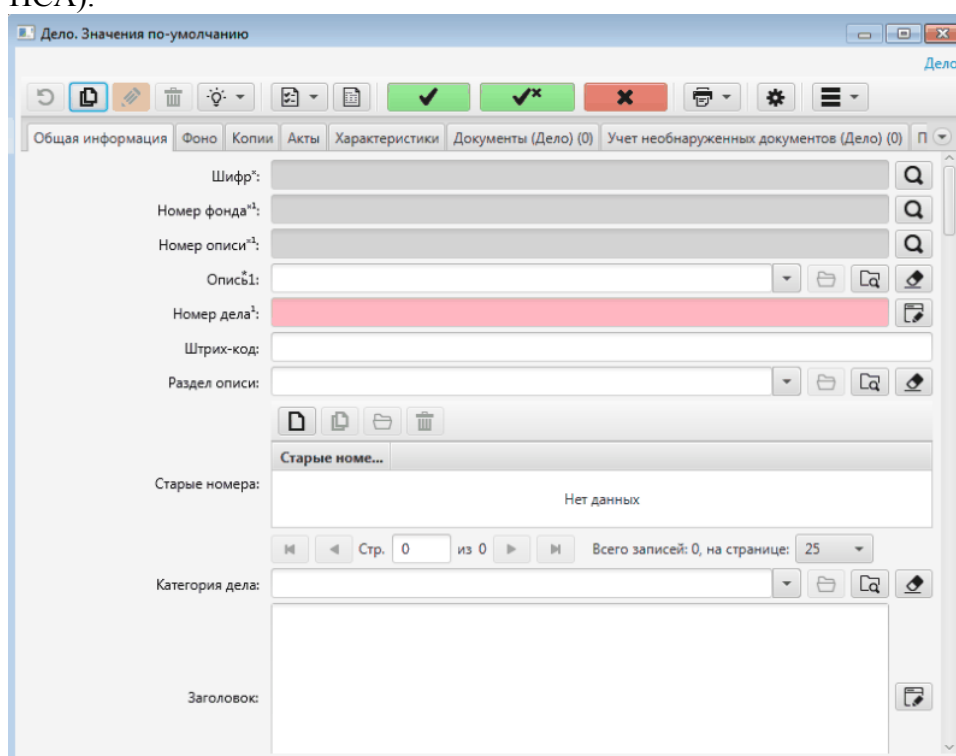 НСА).
Дело. Значения по-умолчанию
Дело
Общая информация Фоно Копии Акты Характеристики Документы (Дело) (0) Учет необнаруженных документов (Дело) (0) П
Шифр*:
Номер фонда*¹:
Номер описи*¹:
Опись*1:
Номер дела¹:
Штрих-код:
Раздел описи:
Старые номе...
Старые номера:
Нет данных
Стр. 0 из 0 Всего записей: 0, на странице: 25
Категория дела:
Заголовок: